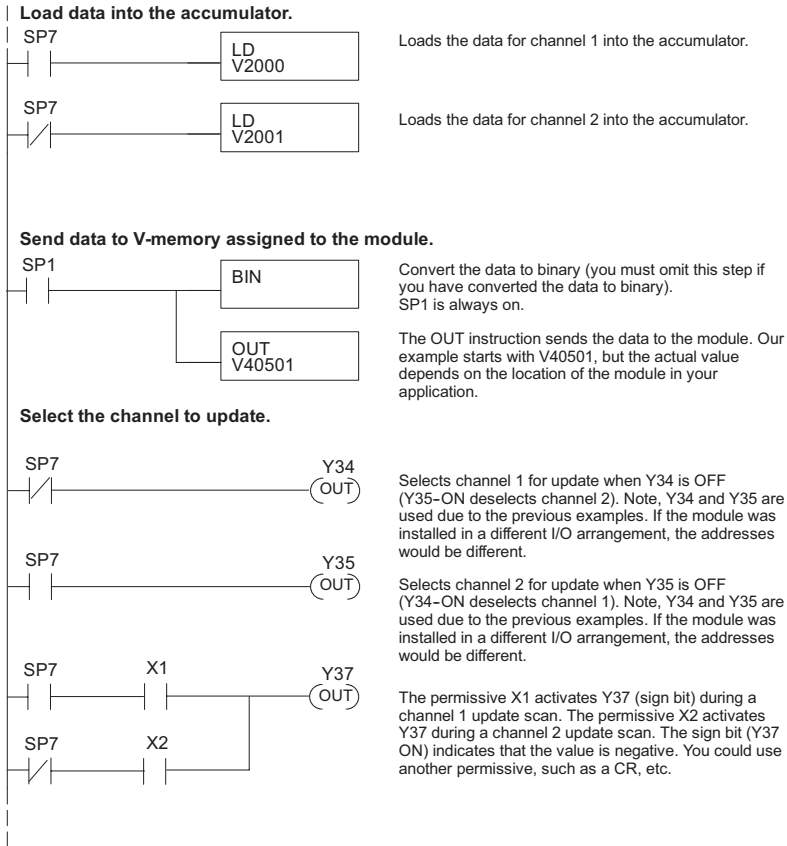 Load data into the accumulator.
SP7
LD
V2000
Loads the data for channel 1 into the accumulator.
SP7
LD
V2001
Loads the data for channel 2 into the accumulator.
Send data to V-memory assigned to the module.
SP1
BIN
Convert the data to binary (you must omit this step if
you have converted the data to binary).
SP1 is always on.
OUT
V40501
The OUT instruction sends the data to the module. Our
example starts with V40501, but the actual value
depends on the location of the module in your
application.
Select the channel to update.
SP7
Y34
OUT
Selects channel 1 for update when Y34 is OFF
(Y35-ON deselects channel 2). Note, Y34 and Y35 are
used due to the previous examples. If the module was
installed in a different I/O arrangement, the addresses
would be different.
SP7
Y35
OUT
Selects channel 2 for update when Y35 is OFF
(Y34-ON deselects channel 1). Note, Y34 and Y35 are
used due to the previous examples. If the module was
installed in a different I/O arrangement, the addresses
would be different.
SP7
X1
Y37
OUT
The permissive X1 activates Y37 (sign bit) during a
channel 1 update scan. The permissive X2 activates
Y37 during a channel 2 update scan. The sign bit (Y37
ON) indicates that the value is negative. You could use
another permissive, such as a CR, etc.
SP7
X2